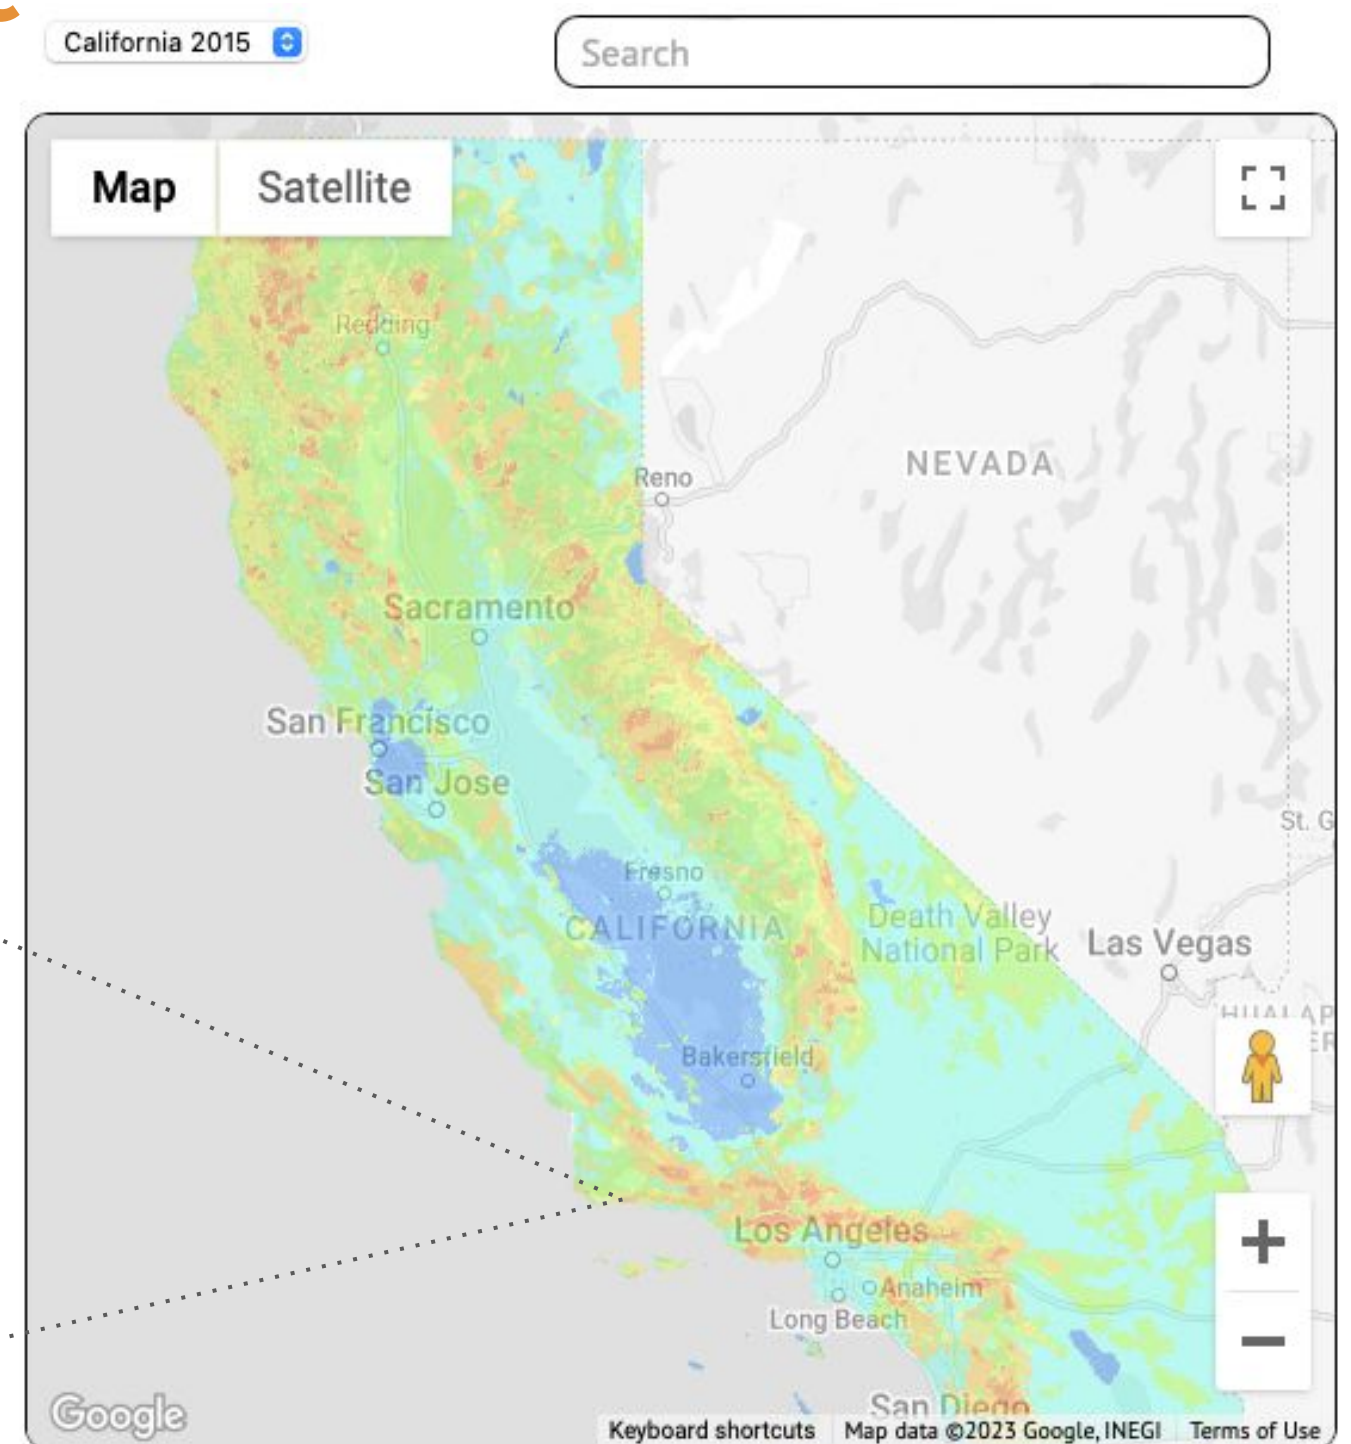 California 2015
Search
Map
Satellite
Redding
NEVADA
Reno
Sacramento
San Francisco
San Jose
St. G
Fresno
CALIFORNIA
Death Valley
National Park
Las Vegas
HUALAP
ER
Bakersfield
Los Angeles
Anaheim
Long Beach
San Diego
Google
Keyboard shortcuts
Map data ©2023 Google, INEGI
Terms of Use